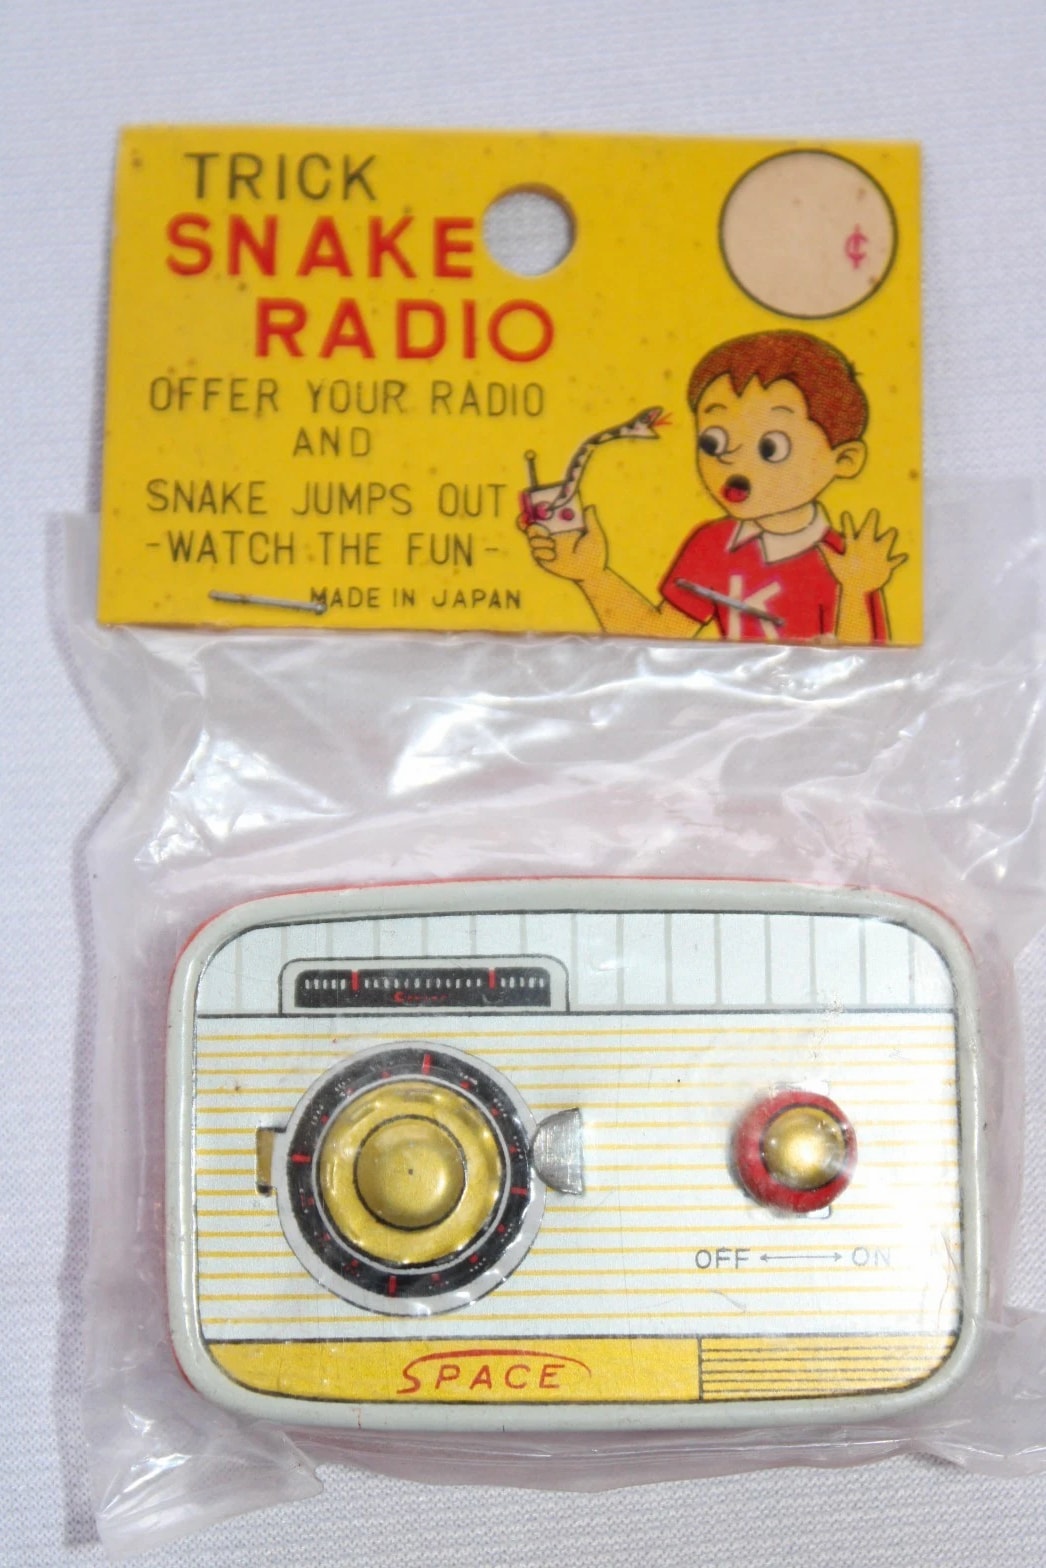 TRICK
SNAKE
RADIO
¢
OFFER YOUR RADIO
AND
SNAKE JUMPS OUT
-WATCH THE FUN-
MADE IN JAPAN
K
OFF ←→ ON
SPACE